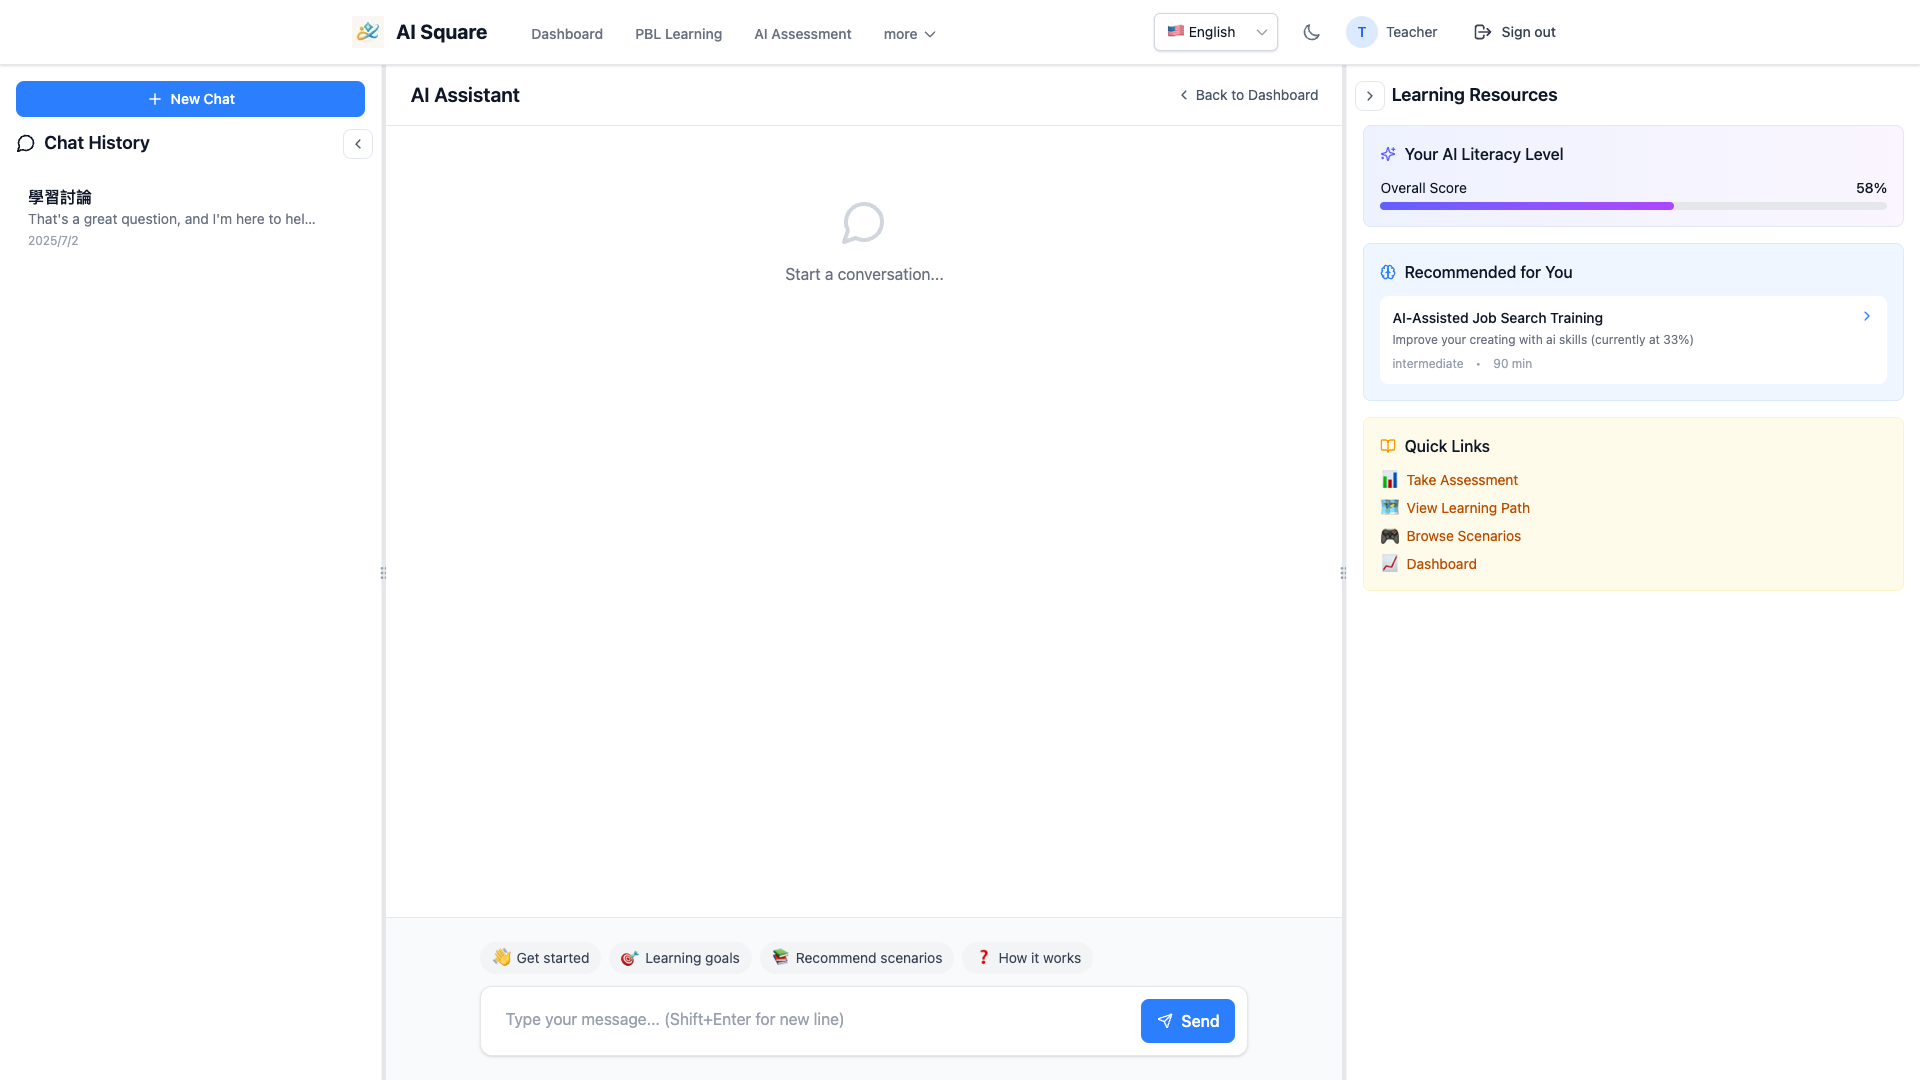 AI Square
Dashboard
PBL Learning
AI Assessment
more
English
T
Teacher
Sign out
New Chat
Chat History
學習討論
That's a great question, and I'm here to hel...
2025/7/2
AI Assistant
Back to Dashboard
Start a conversation...
Get started
Learning goals
Recommend scenarios
How it works
Type your message... (Shift+Enter for new line)
Send
Learning Resources
Your AI Literacy Level
Overall Score 58%
Recommended for You
AI-Assisted Job Search Training
Improve your creating with ai skills (currently at 33%)
intermediate • 90 min
Quick Links
Take Assessment
View Learning Path
Browse Scenarios
Dashboard